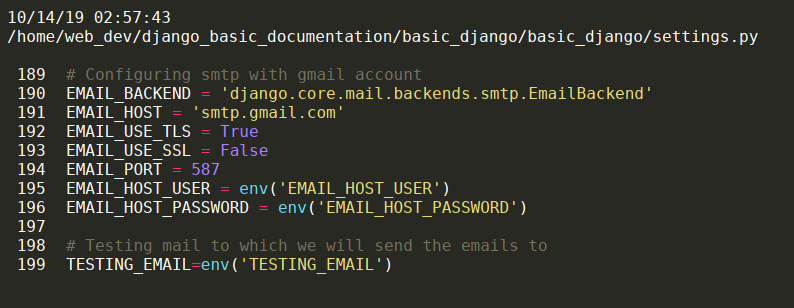 10/14/19 02:57:43
/home/web_dev/django_basic_documentation/basic_django/basic_django/settings.py
189 # Configuring smtp with gmail account
190 EMAIL_BACKEND = 'django.core.mail.backends.smtp.EmailBackend'
191 EMAIL_HOST = 'smtp.gmail.com'
192 EMAIL_USE_TLS = True
193 EMAIL_USE_SSL = False
194 EMAIL_PORT = 587
195 EMAIL_HOST_USER = env('EMAIL_HOST_USER')
196 EMAIL_HOST_PASSWORD = env('EMAIL_HOST_PASSWORD')
197
198 # Testing mail to which we will send the emails to
199 TESTING_EMAIL=env('TESTING_EMAIL')